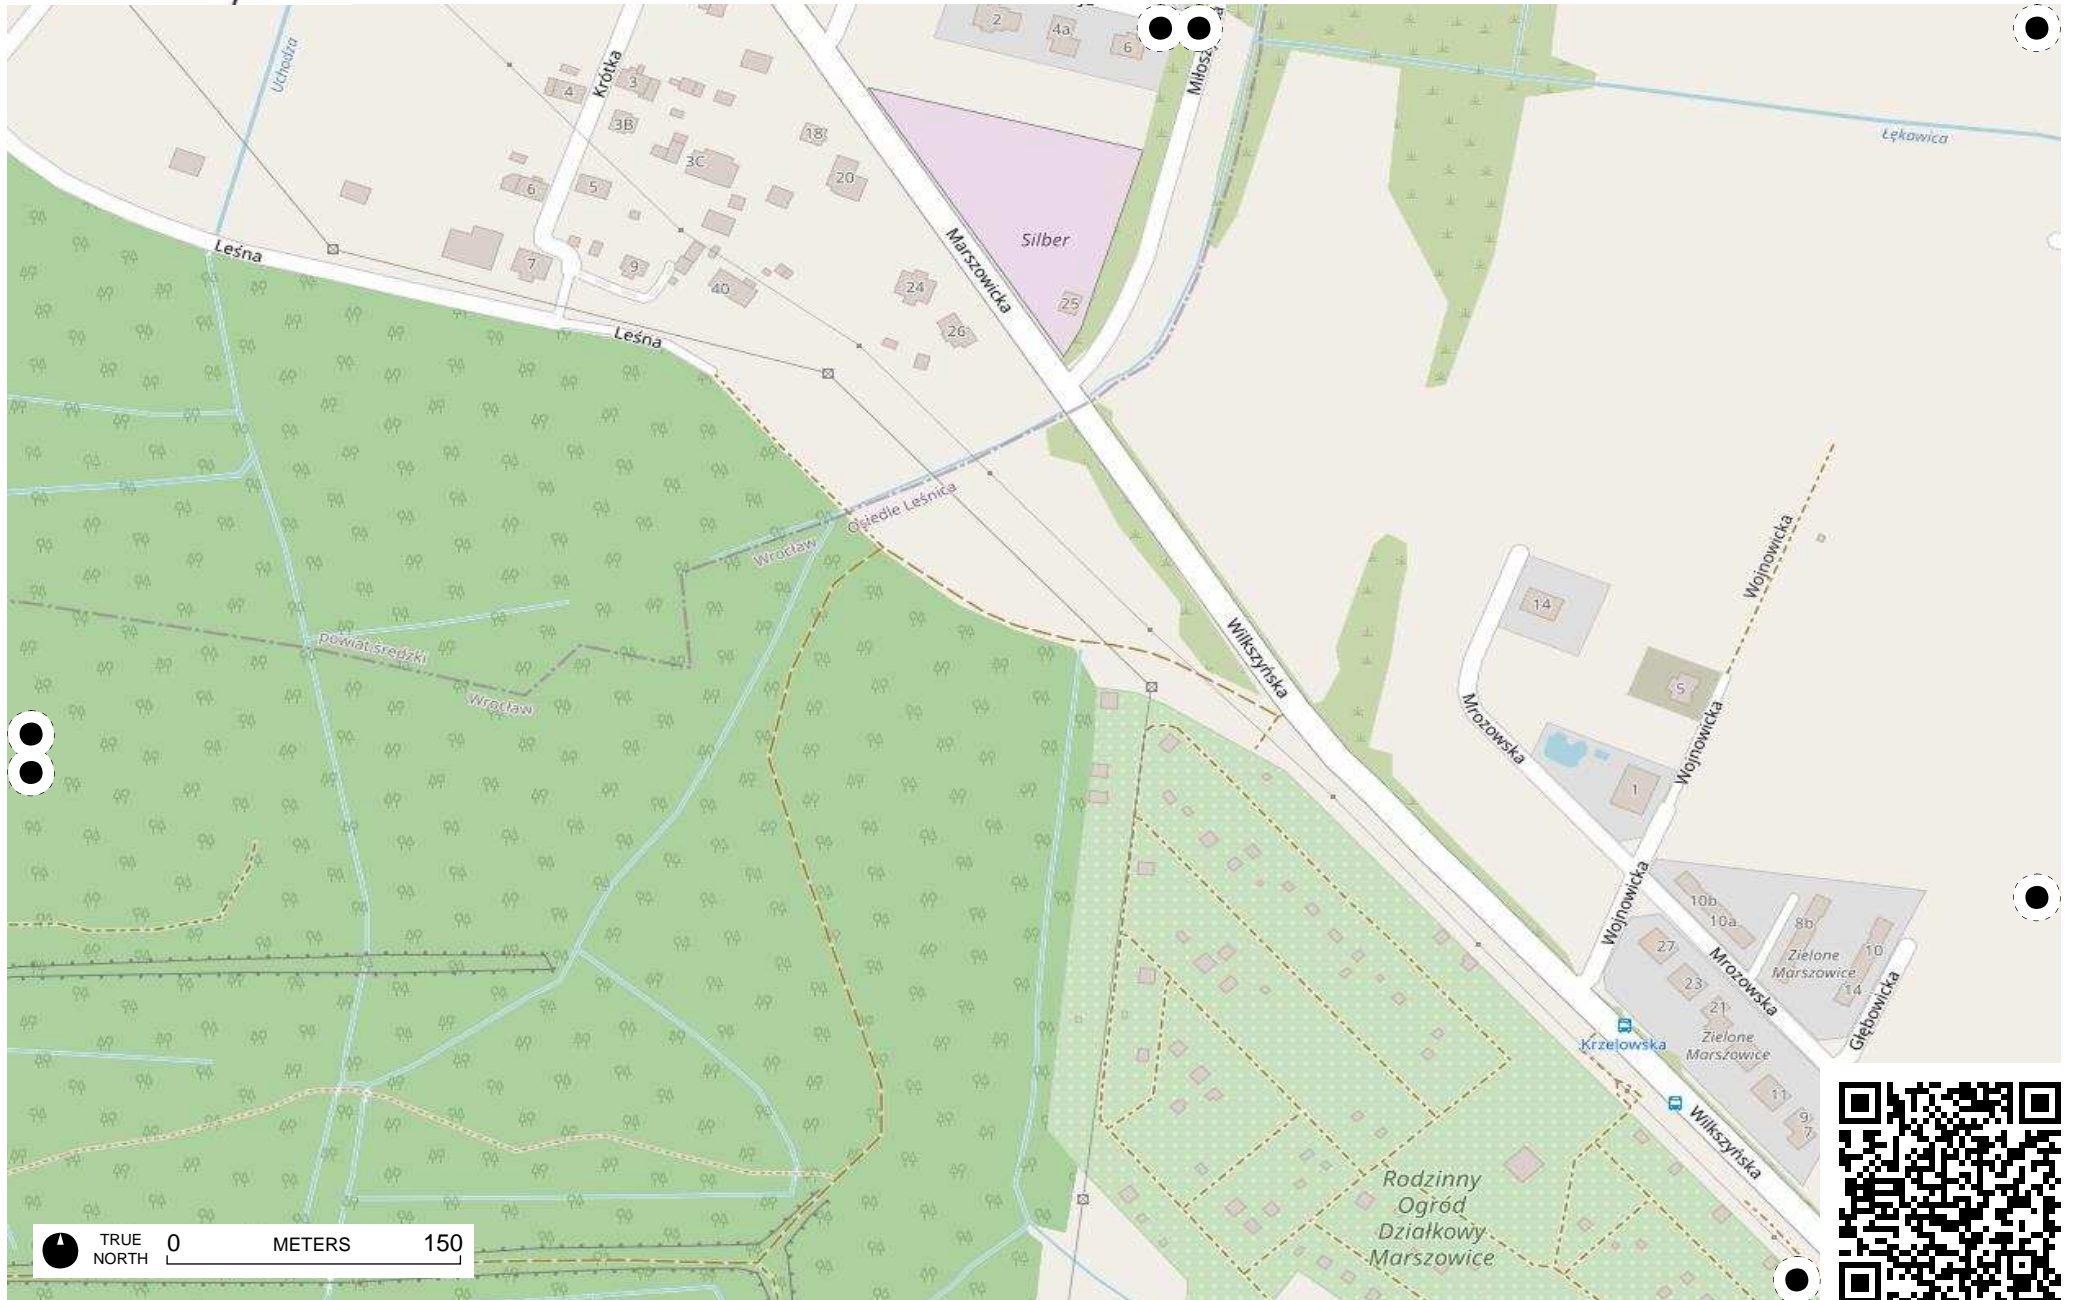 Uchodza
Krótka
2
4a
6
Miłosz
4
3
3B
3C
18
20
Łękawica
6
5
Silber
Marszowicka
Leśna
7
9
40
24
25
26
Leśna
Osiedle Leśnica
Wrocław
Wojnowicka
14
powiat średzki
Wrocław
Wilkszyńska
5
Mrozowska
Wojnowicka
1
Wojnowicka
10b
10a
8b
27
10
Zielone
Marszowice
Mrozowska
23
14
21
Głębowicka
Zielone
Marszowice
Krzelowska
11
9
7
Wilkszyńska
Rodzinny
Ogród
Działkowy
Marszowice
TRUE
NORTH
0
METERS
150